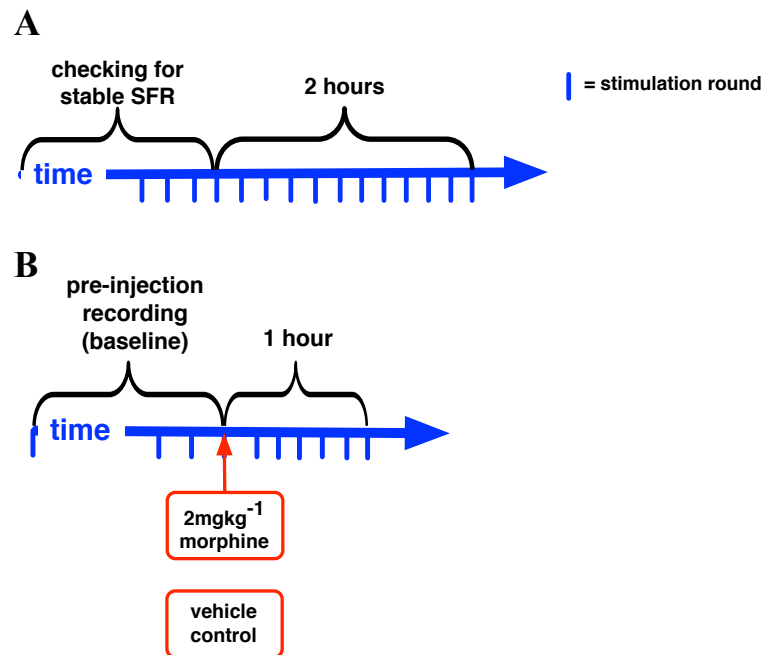 A
checking for
stable SFR
2 hours
= stimulation round
time
B
pre-injection
recording
(baseline)
1 hour
time
2mgkg⁻¹
morphine
vehicle
control